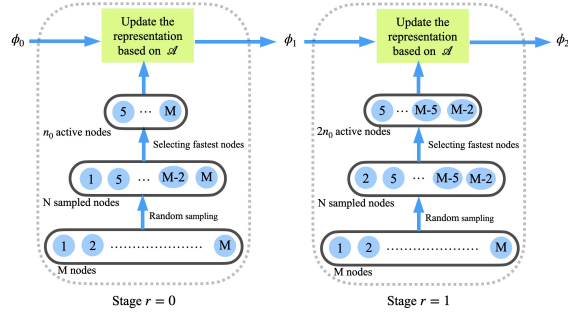 ϕ₀
Update the
representation
based on 𝒜
5 ... M
n₀ active nodes
Selecting fastest nodes
1 5 ... M-2 M
N sampled nodes
Random sampling
1 2 ........................ M
M nodes
Stage r = 0
ϕ₁
Update the
representation
based on 𝒜
ϕ₂
5 ... M-5 M-2
2n₀ active nodes
Selecting fastest nodes
2 5 ... M-5 M-2
N sampled nodes
Random sampling
1 2 ........................ M
M nodes
Stage r = 1